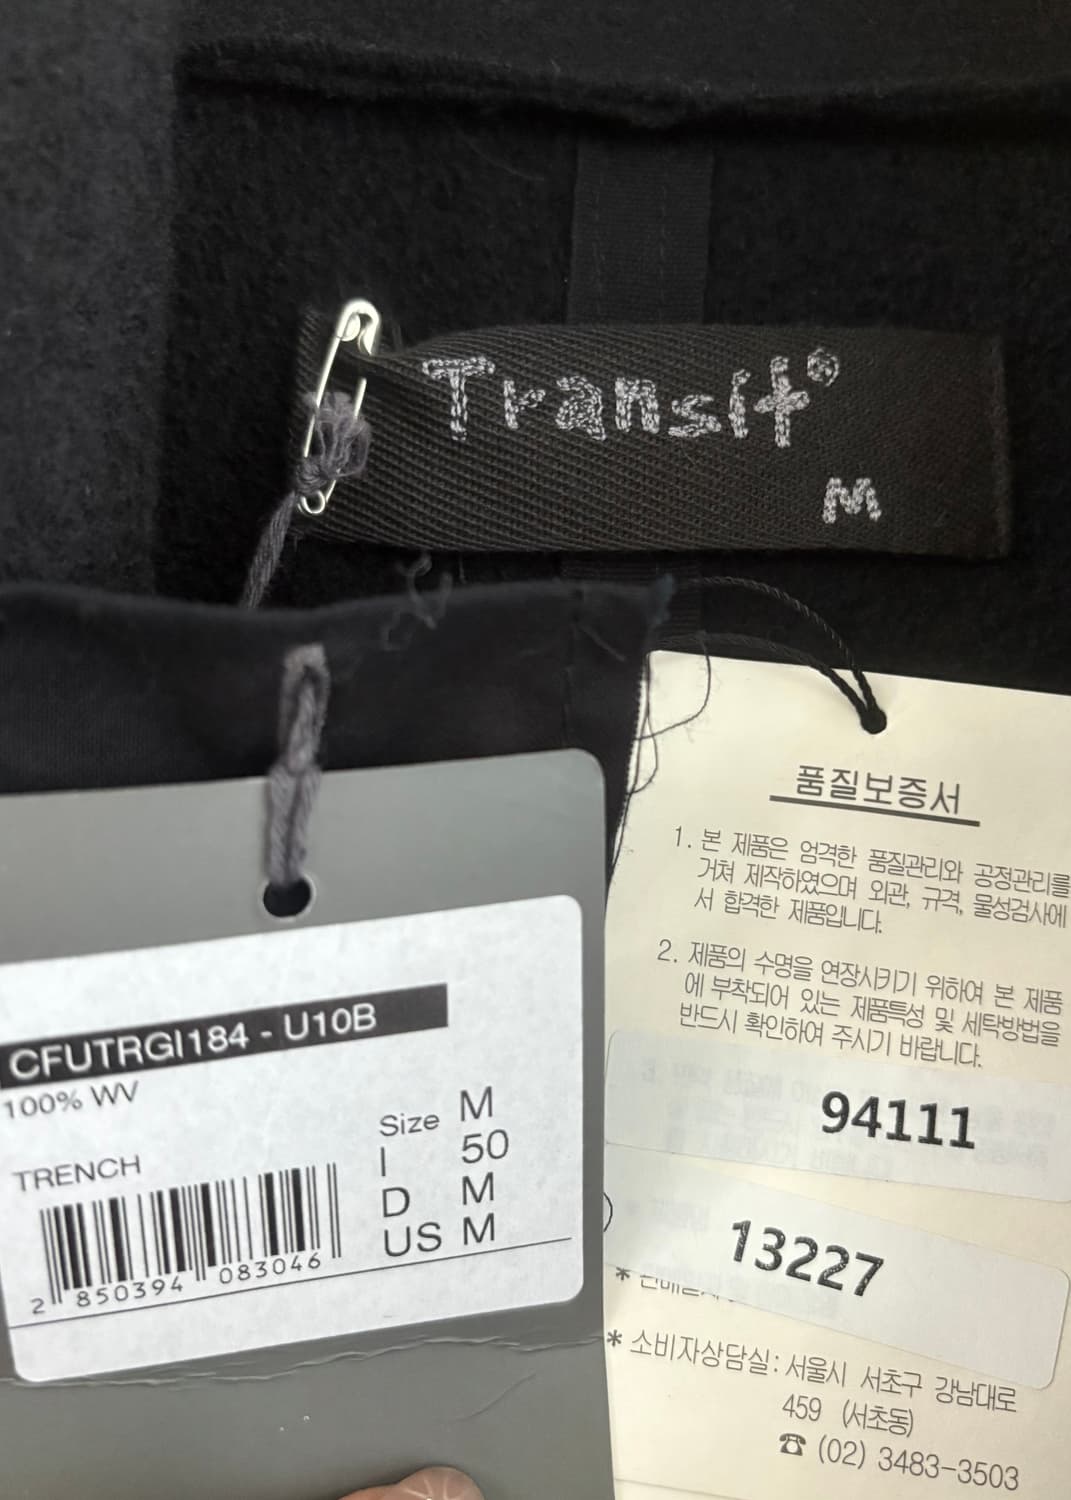 Transit®
M
CFUTRGI184 - U10B
100% WV
TRENCH
Size M
I 50
D M
US M
2 850394 083046
품질보증서
1. 본 제품은 엄격한 품질관리와 공정관리를
거쳐 제작하였으며 외관, 규격, 물성검사에
서 합격한 제품입니다.
2. 제품의 수명을 연장시키기 위하여 본 제품
에 부착되어 있는 제품특성 및 세탁방법을
반드시 확인하여 주시기 바랍니다.
94111
13227
* 소비자상담실: 서울시 서초구 강남대로
459 (서초동)
☎ (02) 3483-3503